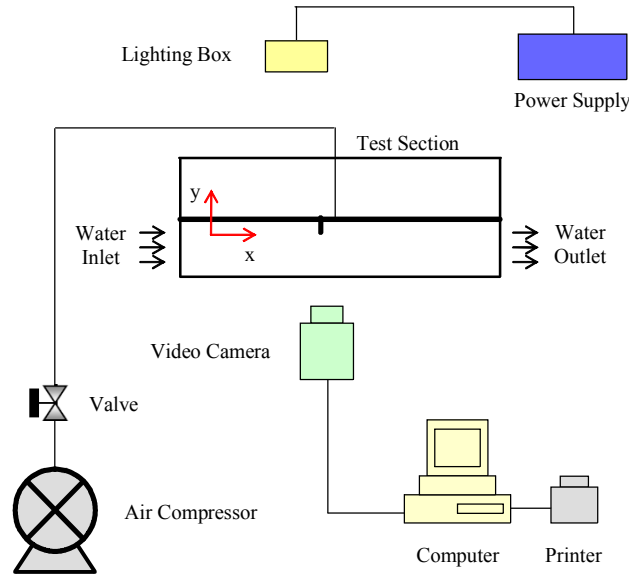 Lighting Box
Power Supply
Test Section
y
x
Water
Inlet
Water
Outlet
Video Camera
Valve
Air Compressor
Computer
Printer